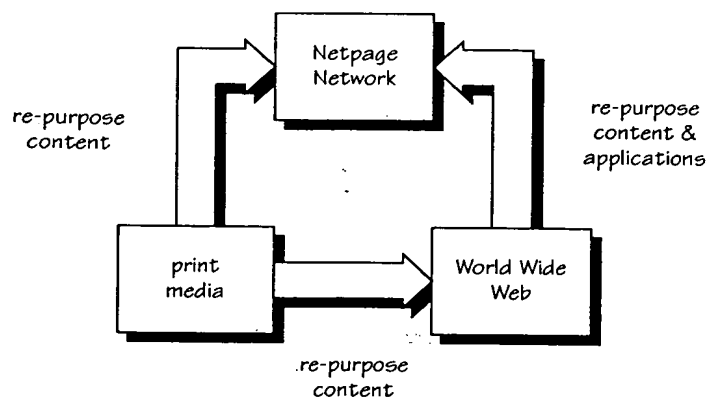 Netpage
Network
re-purpose
content
re-purpose
content &
applications
print
media
World Wide
Web
re-purpose
content